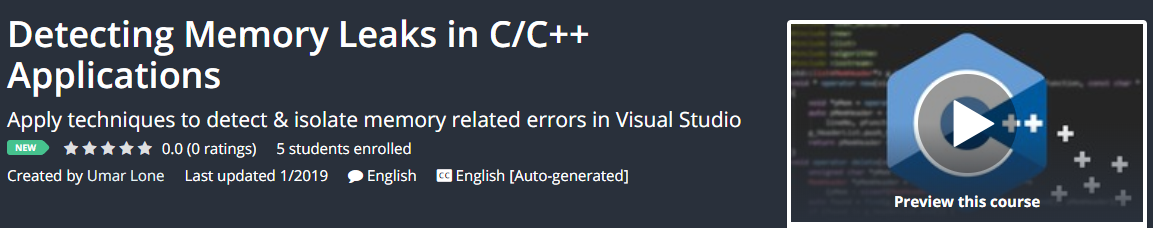 Detecting Memory Leaks in C/C++
Applications
Apply techniques to detect & isolate memory related errors in Visual Studio
NEW 0.0 (0 ratings) 5 students enrolled
Created by Umar Lone Last updated 1/2019 English CC English [Auto-generated]
C++
Preview this course